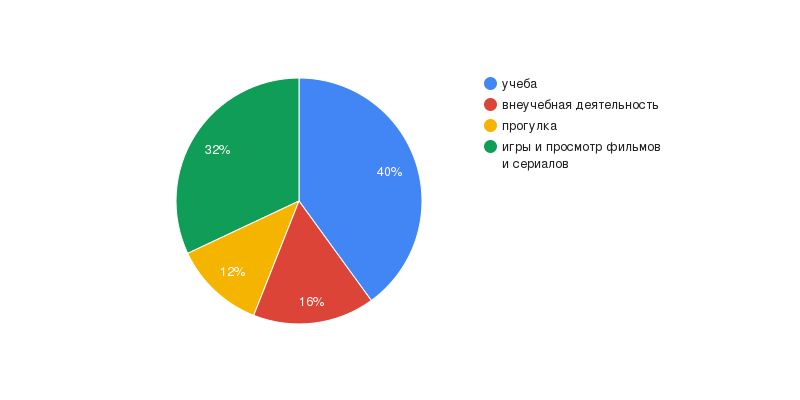 учеба
внеучебная деятельность
прогулка
игры и просмотр фильмов
и сериалов
32%
40%
12%
16%